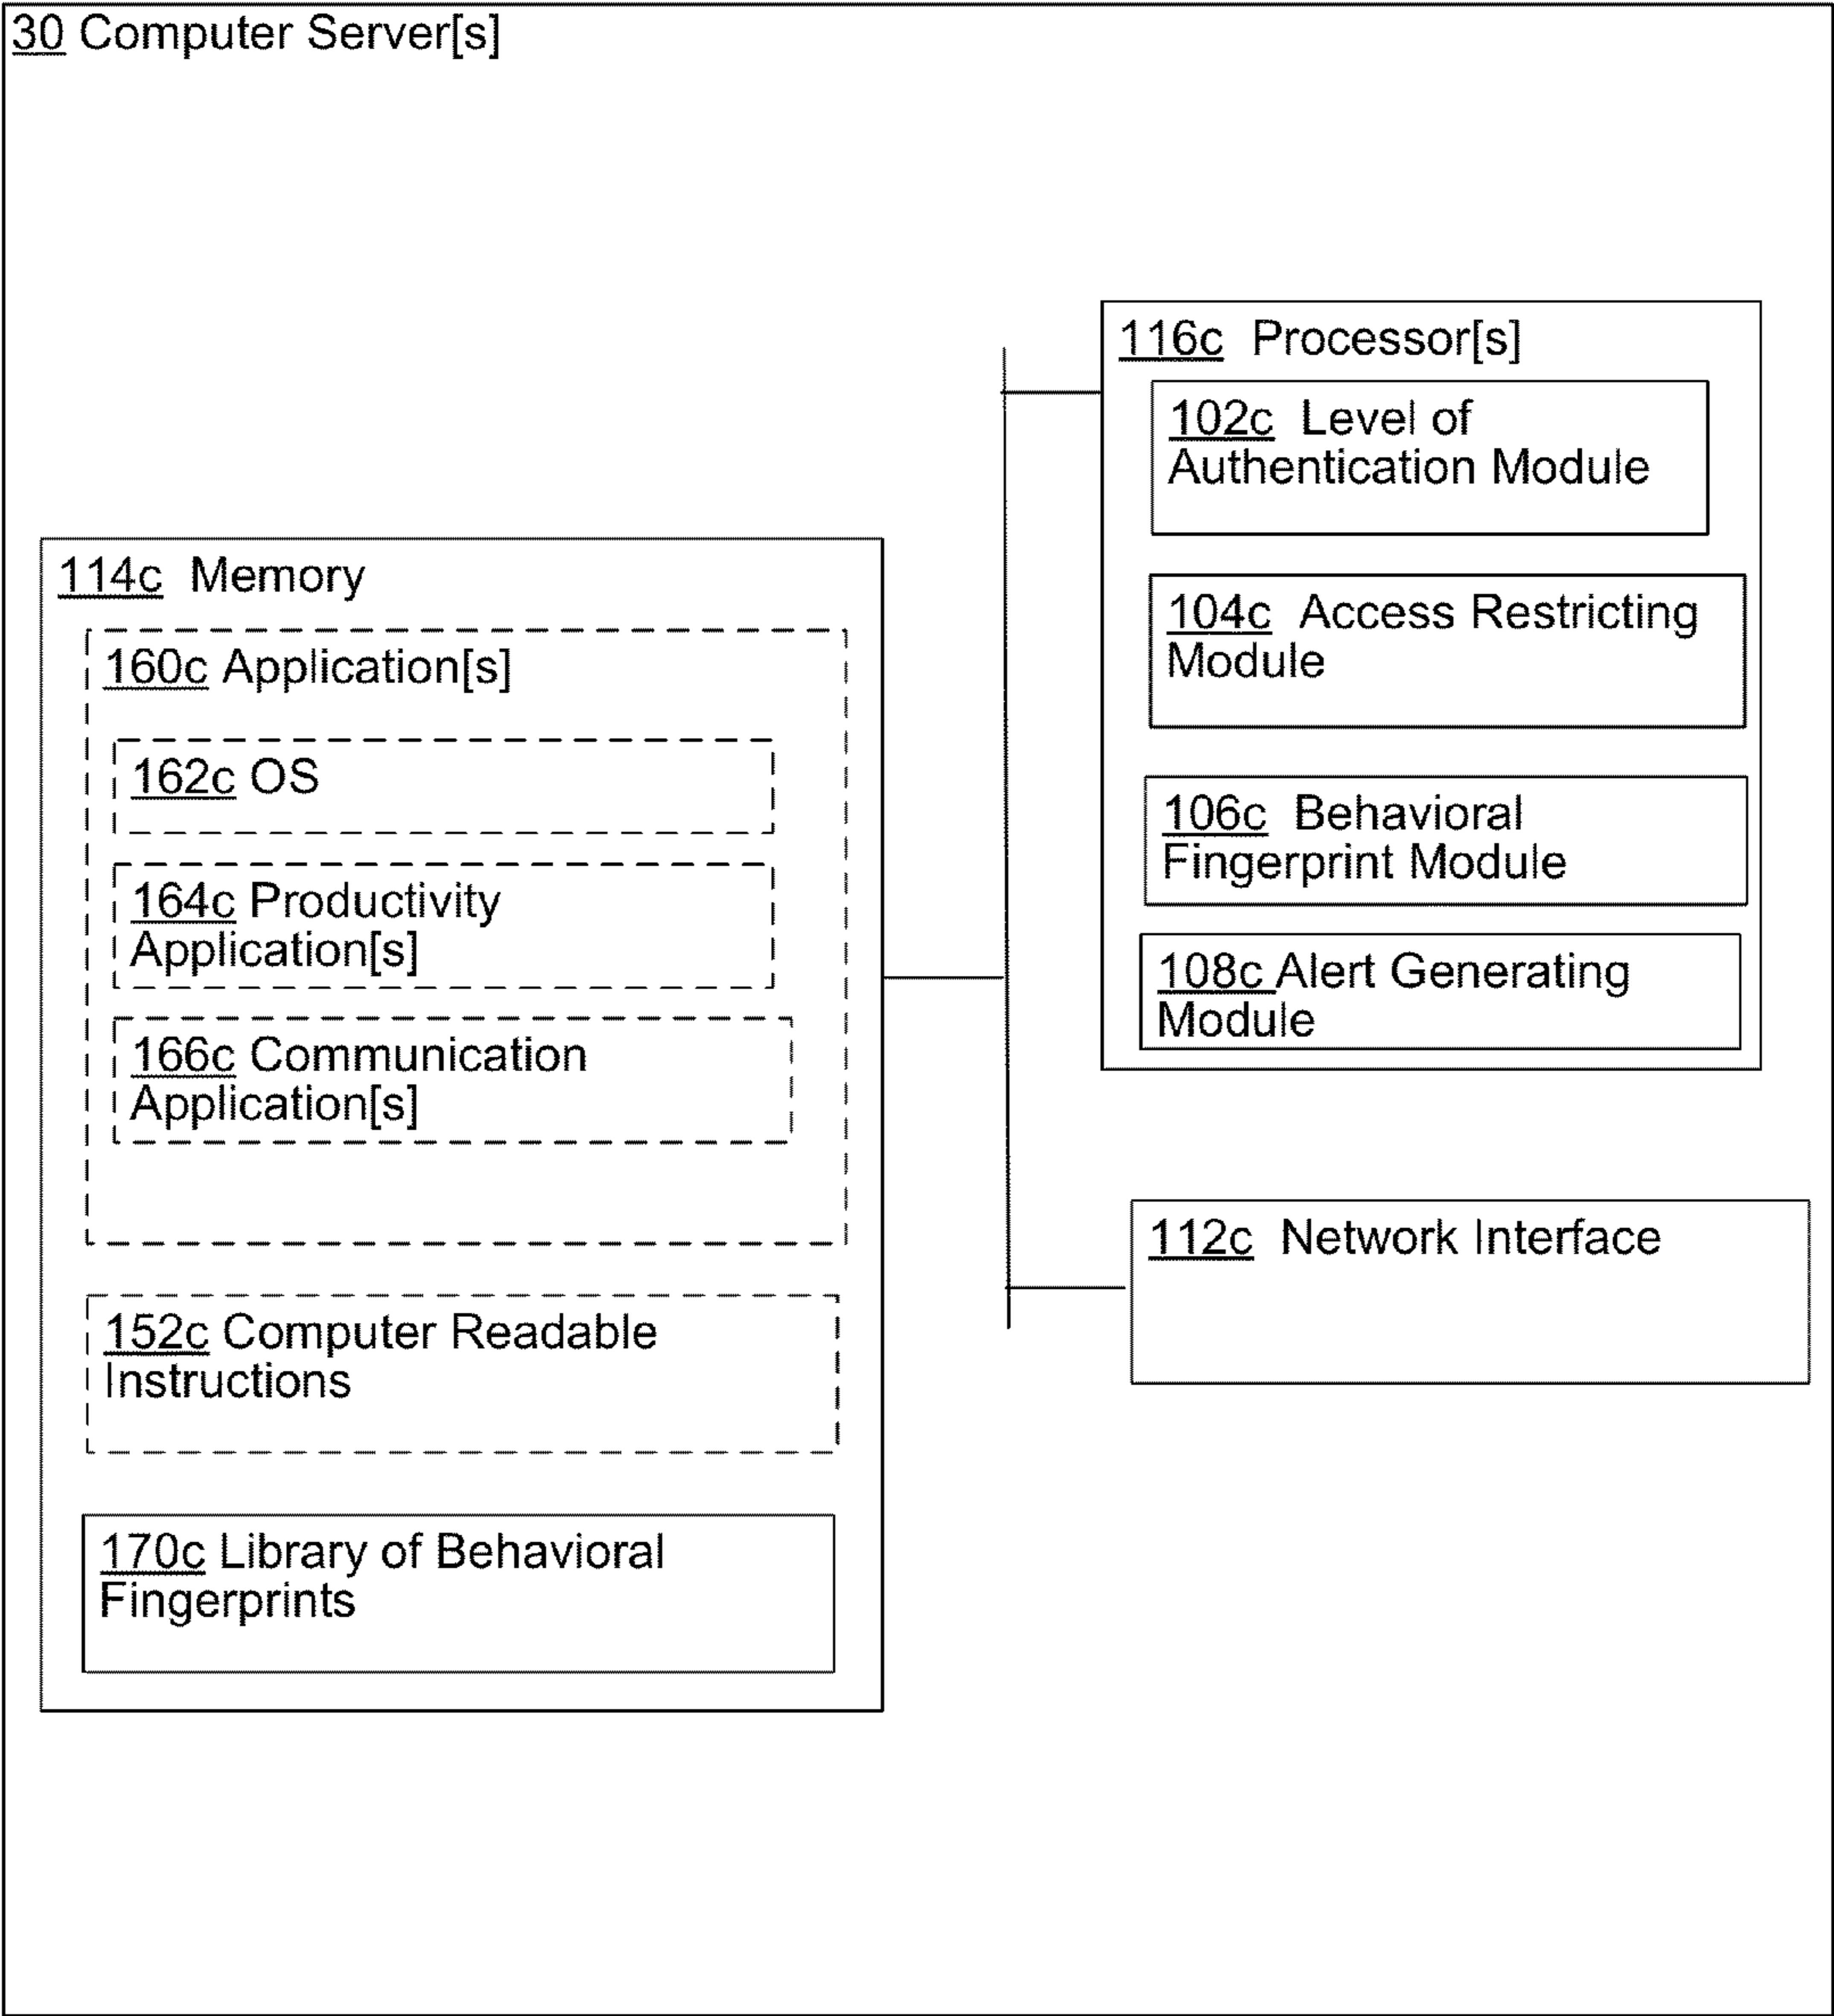 30 Computer Server[s]
116c Processor[s]
102c Level of
Authentication Module
104c Access Restricting
Module
106c Behavioral
Fingerprint Module
108c Alert Generating
Module
114c Memory
160c Application[s]
162c OS
164c Productivity
Application[s]
166c Communication
Application[s]
152c Computer Readable
Instructions
170c Library of Behavioral
Fingerprints
112c Network Interface